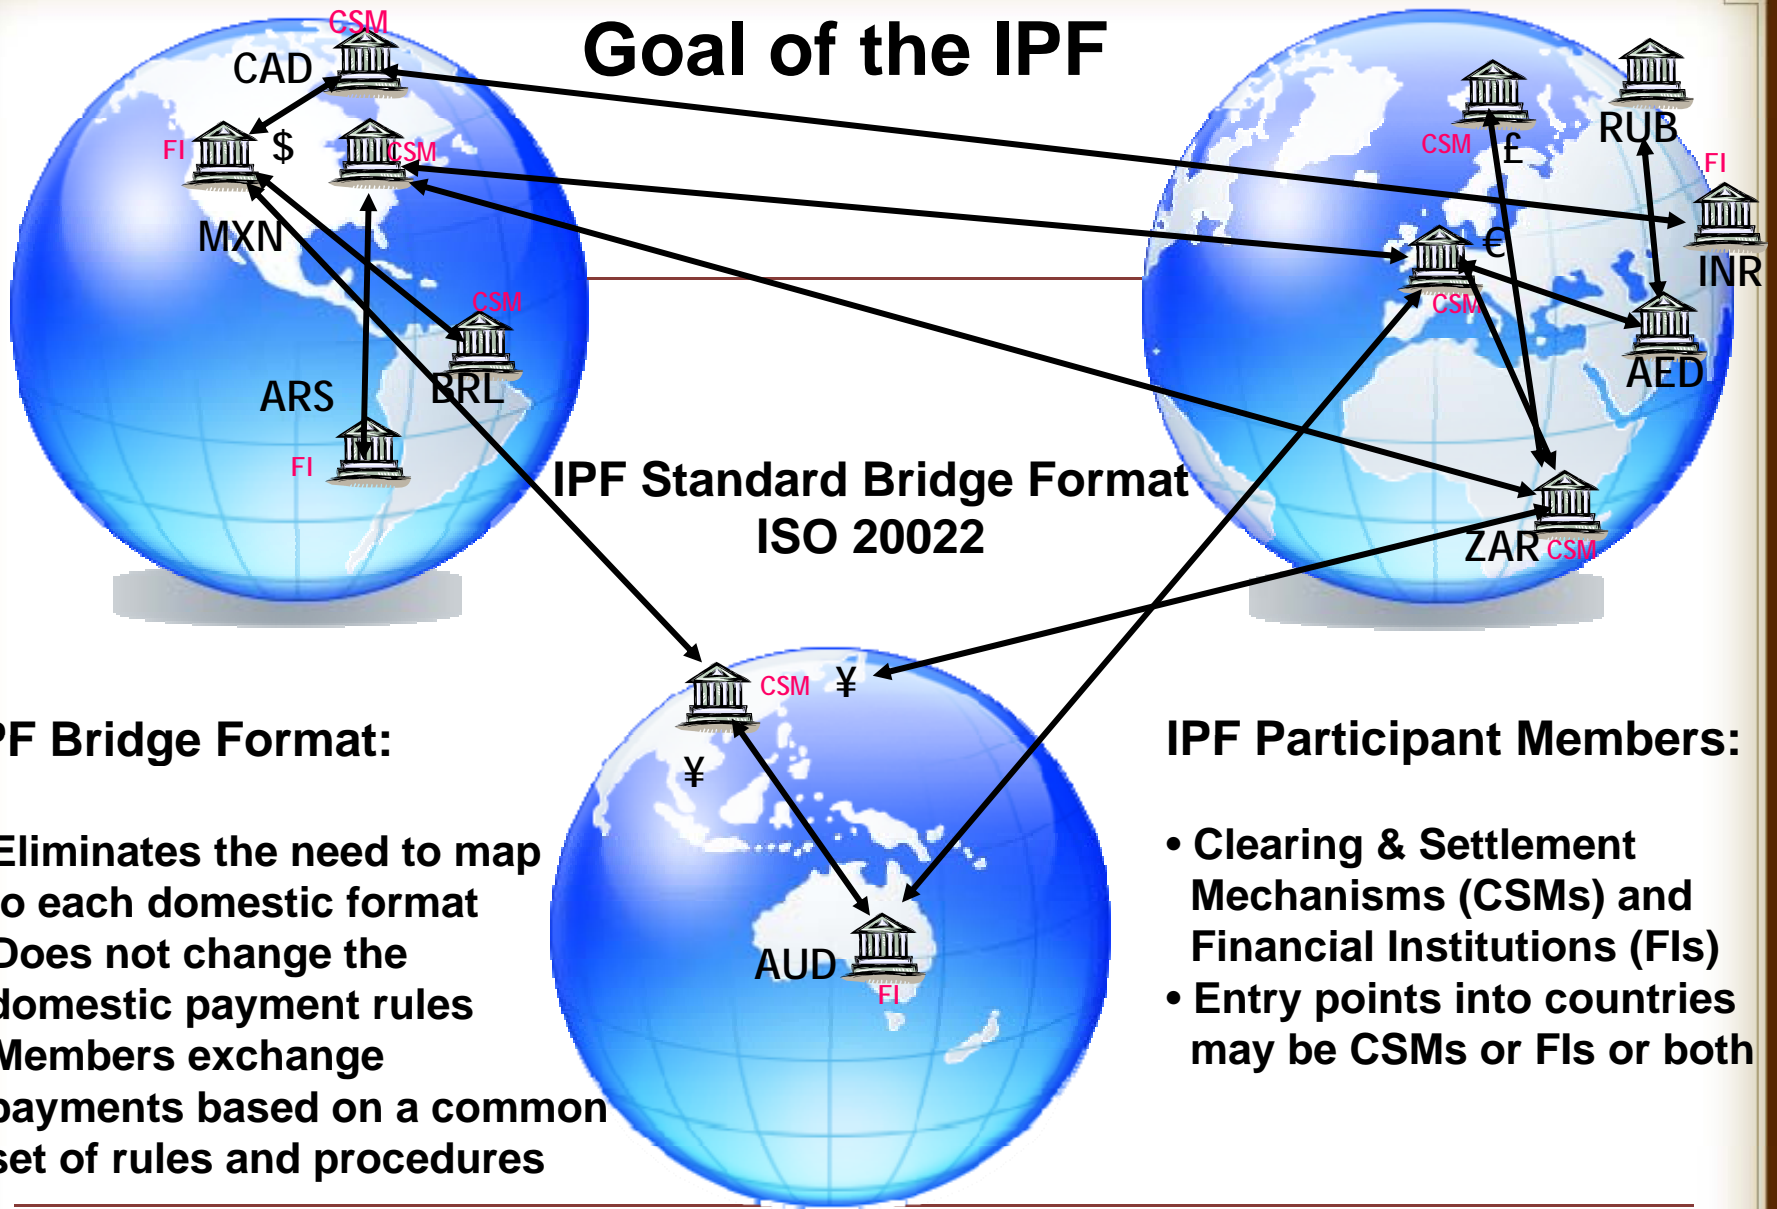 Goal of the IPF
CSM
CAD
FI
$
CSM
MXN
CSM
ARS
BRL
FI
CSM
£
RUB
FI
€
INR
CSM
AED
ZAR CSM
IPF Standard Bridge Format
ISO 20022
CSM ¥
¥
AUD
FI
PF Bridge Format:
Eliminates the need to map
o each domestic format
Does not change the
domestic payment rules
Members exchange
payments based on a common
set of rules and procedures
IPF Participant Members:
• Clearing & Settlement
Mechanisms (CSMs) and
Financial Institutions (FIs)
• Entry points into countries
may be CSMs or FIs or both